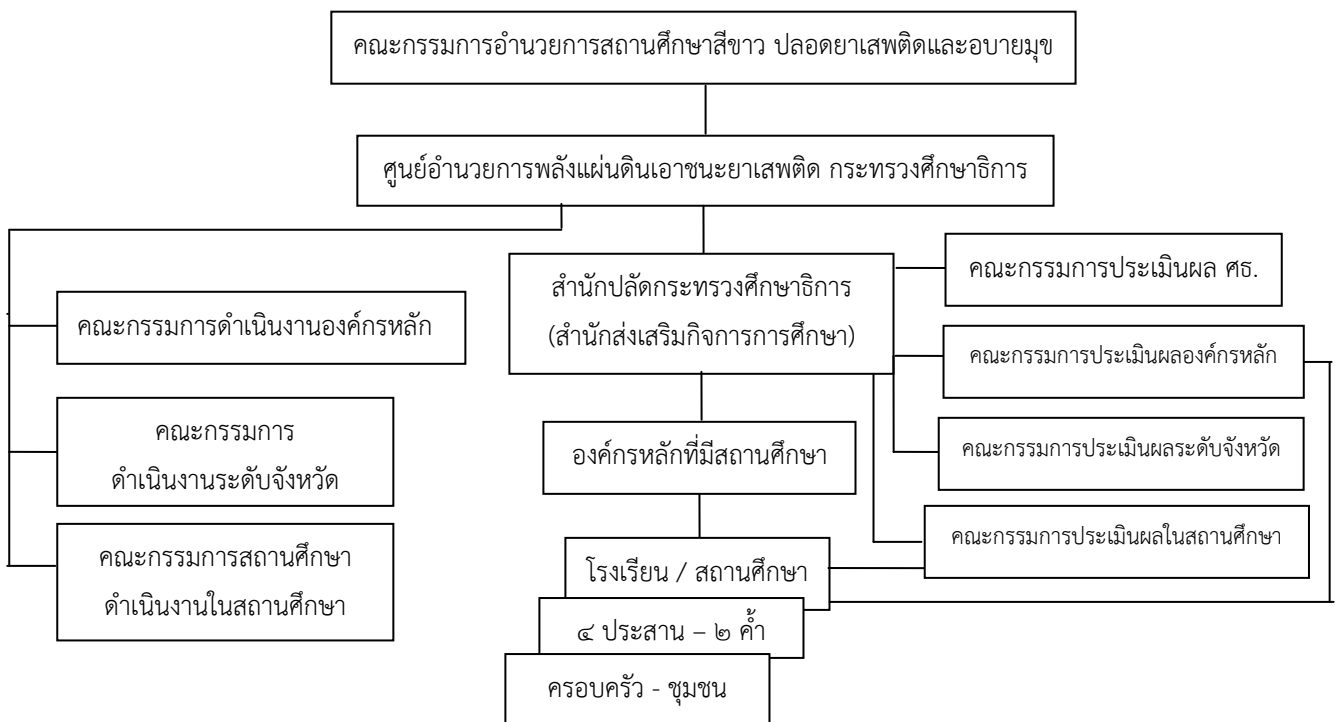 คณะกรรมการอำนวยการสถานศึกษาสีขาว ปลอดยาเสพติดและอบายมุข
ศูนย์อำนวยการพลังแผ่นดินเอาชนะยาเสพติด กระทรวงศึกษาธิการ
สำนักปลัดกระทรวงศึกษาธิการ
(สำนักส่งเสริมกิจการการศึกษา)
คณะกรรมการประเมินผล ศธ.
คณะกรรมการดำเนินงานองค์กรหลัก
คณะกรรมการประเมินผลองค์กรหลัก
คณะกรรมการ
ดำเนินงานระดับจังหวัด
องค์กรหลักที่มีสถานศึกษา
คณะกรรมการประเมินผลระดับจังหวัด
คณะกรรมการสถานศึกษา
ดำเนินงานในสถานศึกษา
คณะกรรมการประเมินผลในสถานศึกษา
โรงเรียน / สถานศึกษา
๔ ประสาน – ๒ ค้ำ
ครอบครัว - ชุมชน